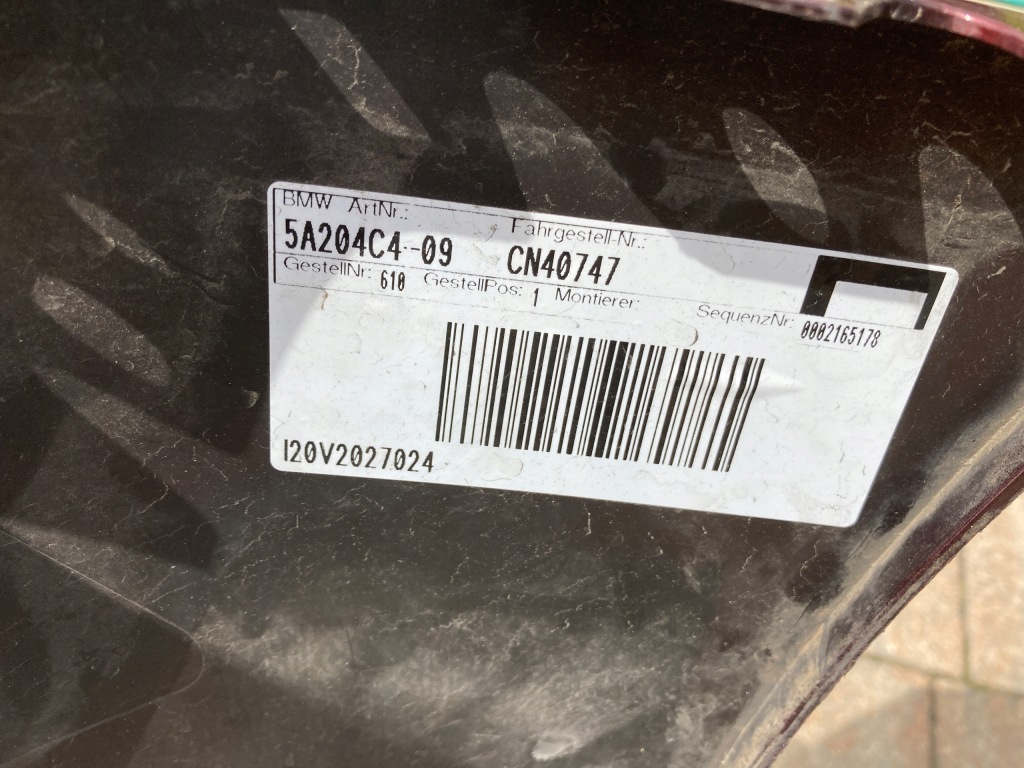 BMW ArtNr.: Fahrgestell-Nr.:
5A204C4-09 CN40747
GestellNr: 610 GestellPos: 1 Montierer: SequenzNr: 0002165178
I20V2027024